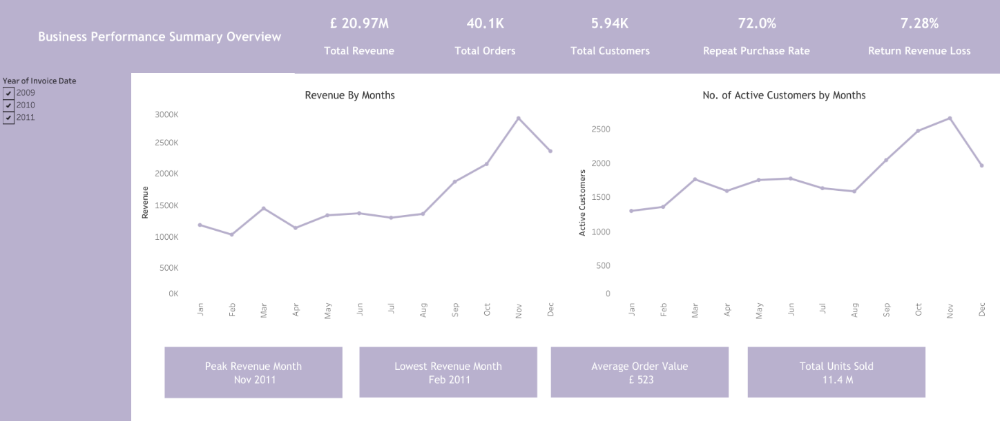 Business Performance Summary Overview
£ 20.97M
Total Reveune
40.1K
Total Orders
5.94K
Total Customers
72.0%
Repeat Purchase Rate
7.28%
Return Revenue Loss
Year of Invoice Date
2009
2010
2011
Revenue By Months
Revenue
3000K
2500K
2000K
1500K
1000K
500K
0K
Jan
Feb
Mar
Apr
May
Jun
Jul
Aug
Sep
Oct
Nov
Dec
No. of Active Customers by Months
Active Customers
2500
2000
1500
1000
500
0
Jan
Feb
Mar
Apr
May
Jun
Jul
Aug
Sep
Oct
Nov
Dec
Peak Revenue Month
Nov 2011
Lowest Revenue Month
Feb 2011
Average Order Value
£ 523
Total Units Sold
11.4 M